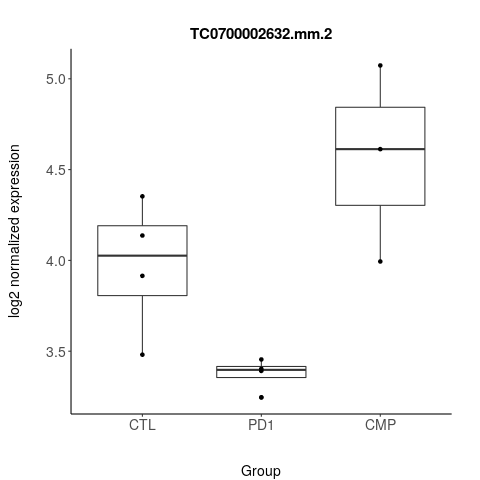 TC0700002632.mm.2
log2 normalized expression
5.0
4.5
4.0
3.5
CTL PD1 CMP
Group